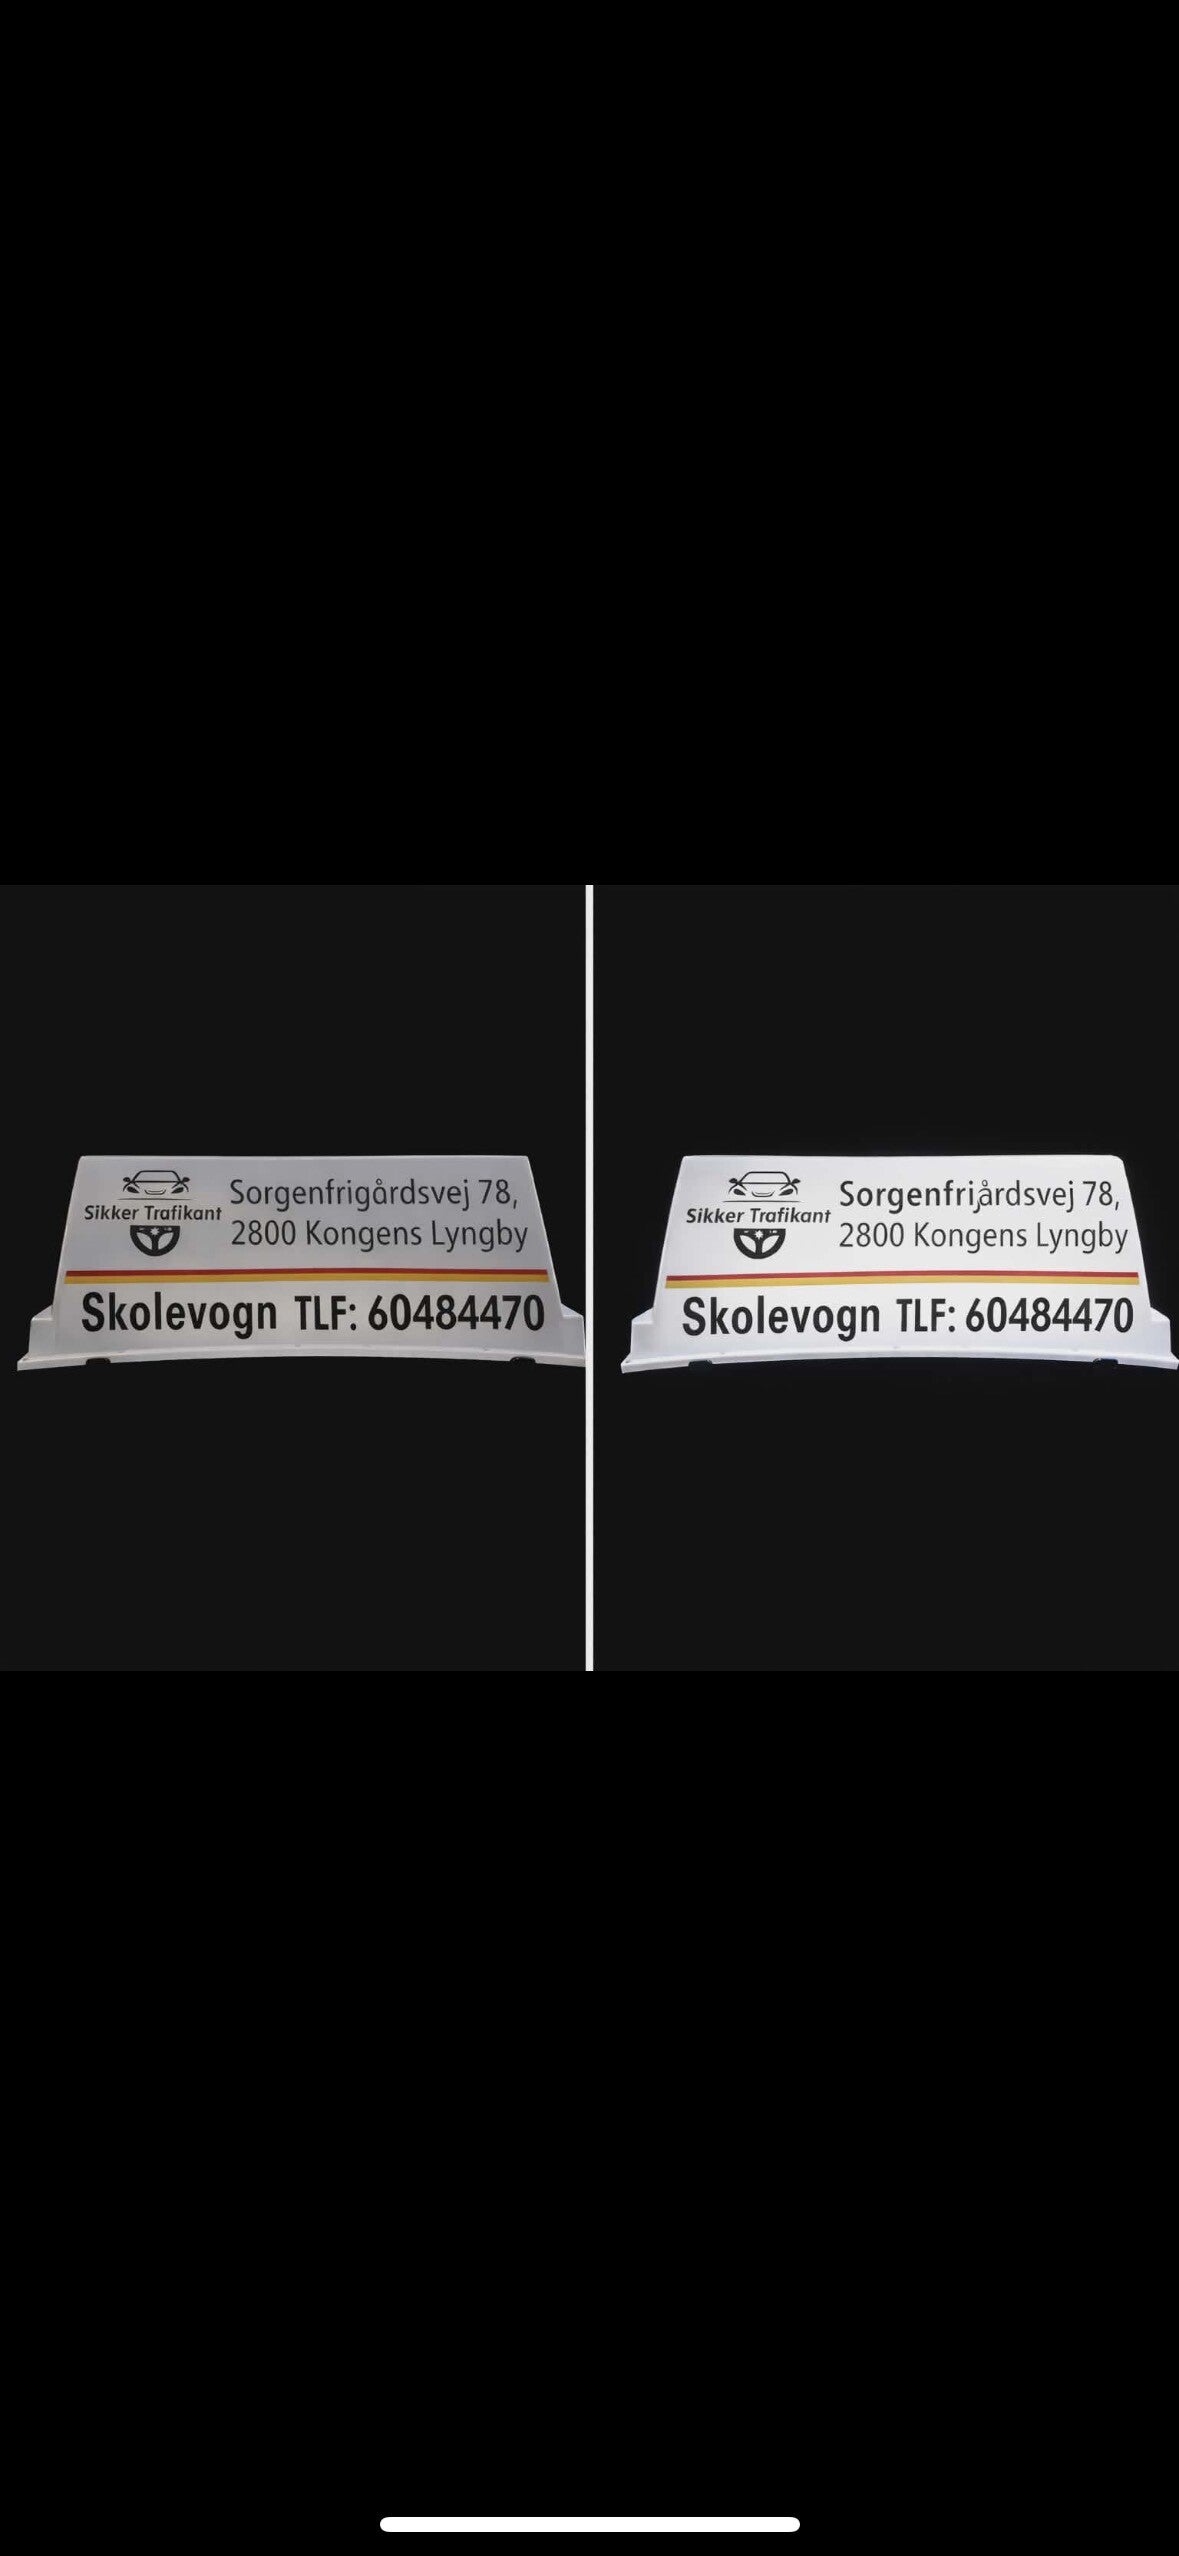 Sikker Trafikant
Sorgenfrigårdsvej 78,
2800 Kongens Lyngby
Skolevogn TLF: 60484470
Sikker Trafikant
Sorgenfrijårdsvej 78,
2800 Kongens Lyngby
Skolevogn TLF: 60484470